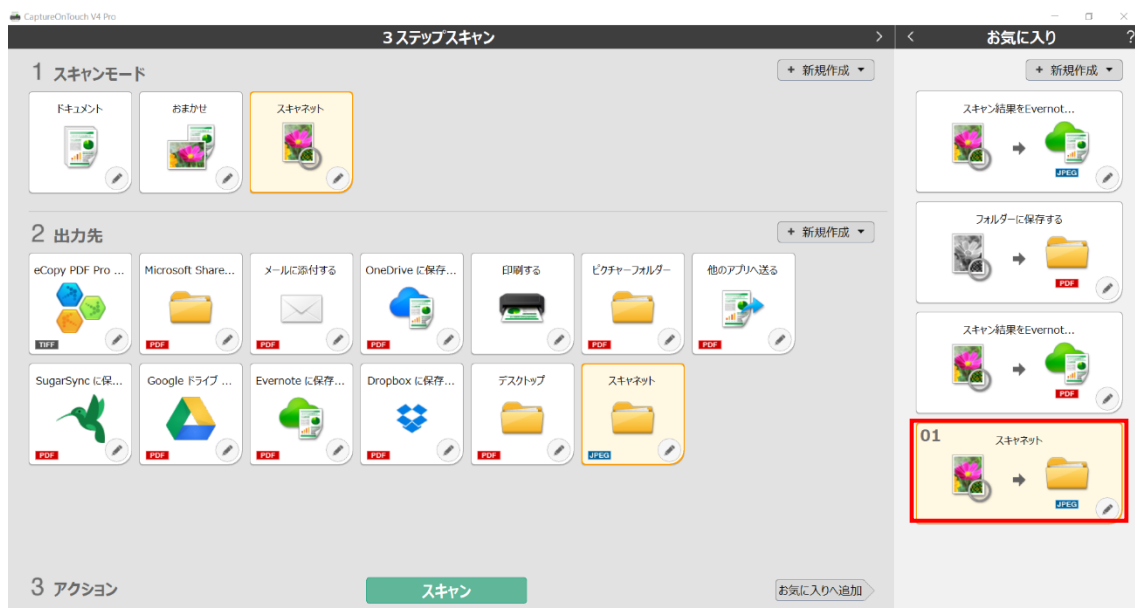 CaptureOnTouch V4 Pro
3 ステップスキャン
お気に入り
?
1 スキャンモード
+ 新規作成
ドキュメント
おまかせ
スキャネット
2 出力先
+ 新規作成
eCopy PDF Pro ...
Microsoft Share...
メールに添付する
OneDrive に保存...
印刷する
ピクチャーフォルダー
他のアプリへ送る
TIFF
PDF
PDF
PDF
PDF
PDF
SugarSync に保...
Google ドライブ ...
Evernote に保存...
Dropbox に保存...
デスクトップ
スキャネット
PDF
PDF
PDF
PDF
PDF
JPEG
3 アクション
スキャン
お気に入りへ追加
+ 新規作成
スキャン結果をEvernot...
JPEG
フォルダーに保存する
PDF
スキャン結果をEvernot...
PDF
01
スキャネット
JPEG